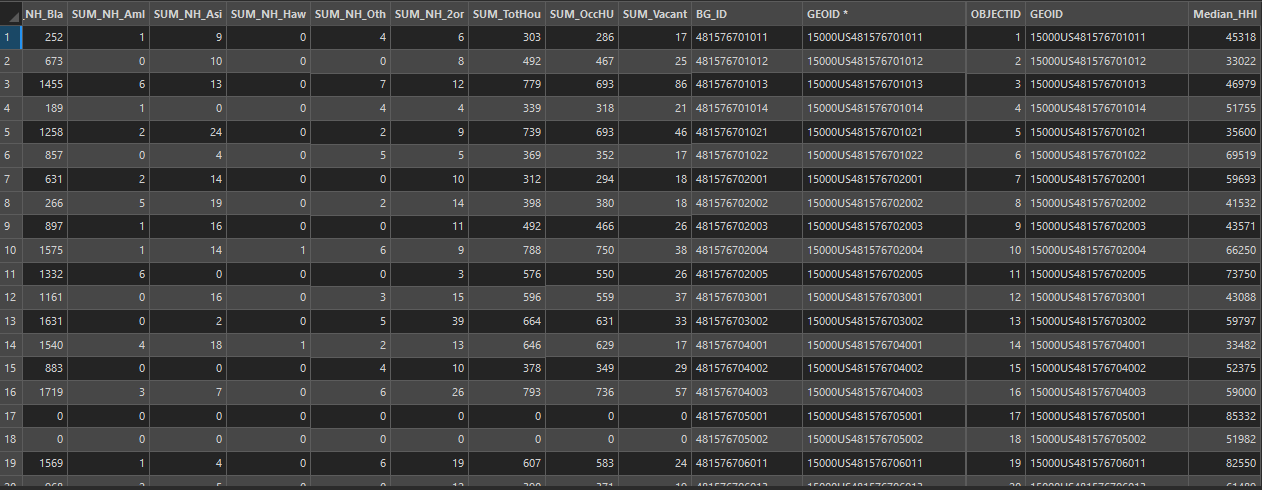 NH_Bla SUM_NH_AmI SUM_NH_Asi SUM_NH_Haw SUM_NH_Oth SUM_NH_2or SUM_TotHou SUM_OccHU SUM_Vacant BG_ID GEOID * OBJECTID GEOID Median_HHI
1 252 1 9 0 4 6 303 286 17 481576701011 15000US481576701011 1 15000US481576701011 45318
2 673 0 10 0 0 8 492 467 25 481576701012 15000US481576701012 2 15000US481576701012 33022
3 1455 6 13 0 7 12 779 693 86 481576701013 15000US481576701013 3 15000US481576701013 46979
4 189 1 0 0 4 4 339 318 21 481576701014 15000US481576701014 4 15000US481576701014 51755
5 1258 2 24 0 2 9 739 693 46 481576701021 15000US481576701021 5 15000US481576701021 35600
6 857 0 4 0 5 5 369 352 17 481576701022 15000US481576701022 6 15000US481576701022 69519
7 631 2 14 0 0 10 312 294 18 481576702001 15000US481576702001 7 15000US481576702001 59693
8 266 5 19 0 2 14 398 380 18 481576702002 15000US481576702002 8 15000US481576702002 41532
9 897 1 16 0 0 11 492 466 26 481576702003 15000US481576702003 9 15000US481576702003 43571
10 1575 1 14 1 6 9 788 750 38 481576702004 15000US481576702004 10 15000US481576702004 66250
11 1332 6 0 0 0 3 576 550 26 481576702005 15000US481576702005 11 15000US481576702005 73750
12 1161 0 16 0 3 15 596 559 37 481576703001 15000US481576703001 12 15000US481576703001 43088
13 1631 0 2 0 5 39 664 631 33 481576703002 15000US481576703002 13 15000US481576703002 59797
14 1540 4 18 1 2 13 646 629 17 481576704001 15000US481576704001 14 15000US481576704001 33482
15 883 0 0 0 4 10 378 349 29 481576704002 15000US481576704002 15 15000US481576704002 52375
16 1719 3 7 0 6 26 793 736 57 481576704003 15000US481576704003 16 15000US481576704003 59000
17 0 0 0 0 0 0 0 0 0 481576705001 15000US481576705001 17 15000US481576705001 85332
18 0 0 0 0 0 0 0 0 0 481576705002 15000US481576705002 18 15000US481576705002 51982
19 1569 1 4 0 6 19 607 583 24 481576706011 15000US481576706011 19 15000US481576706011 82550